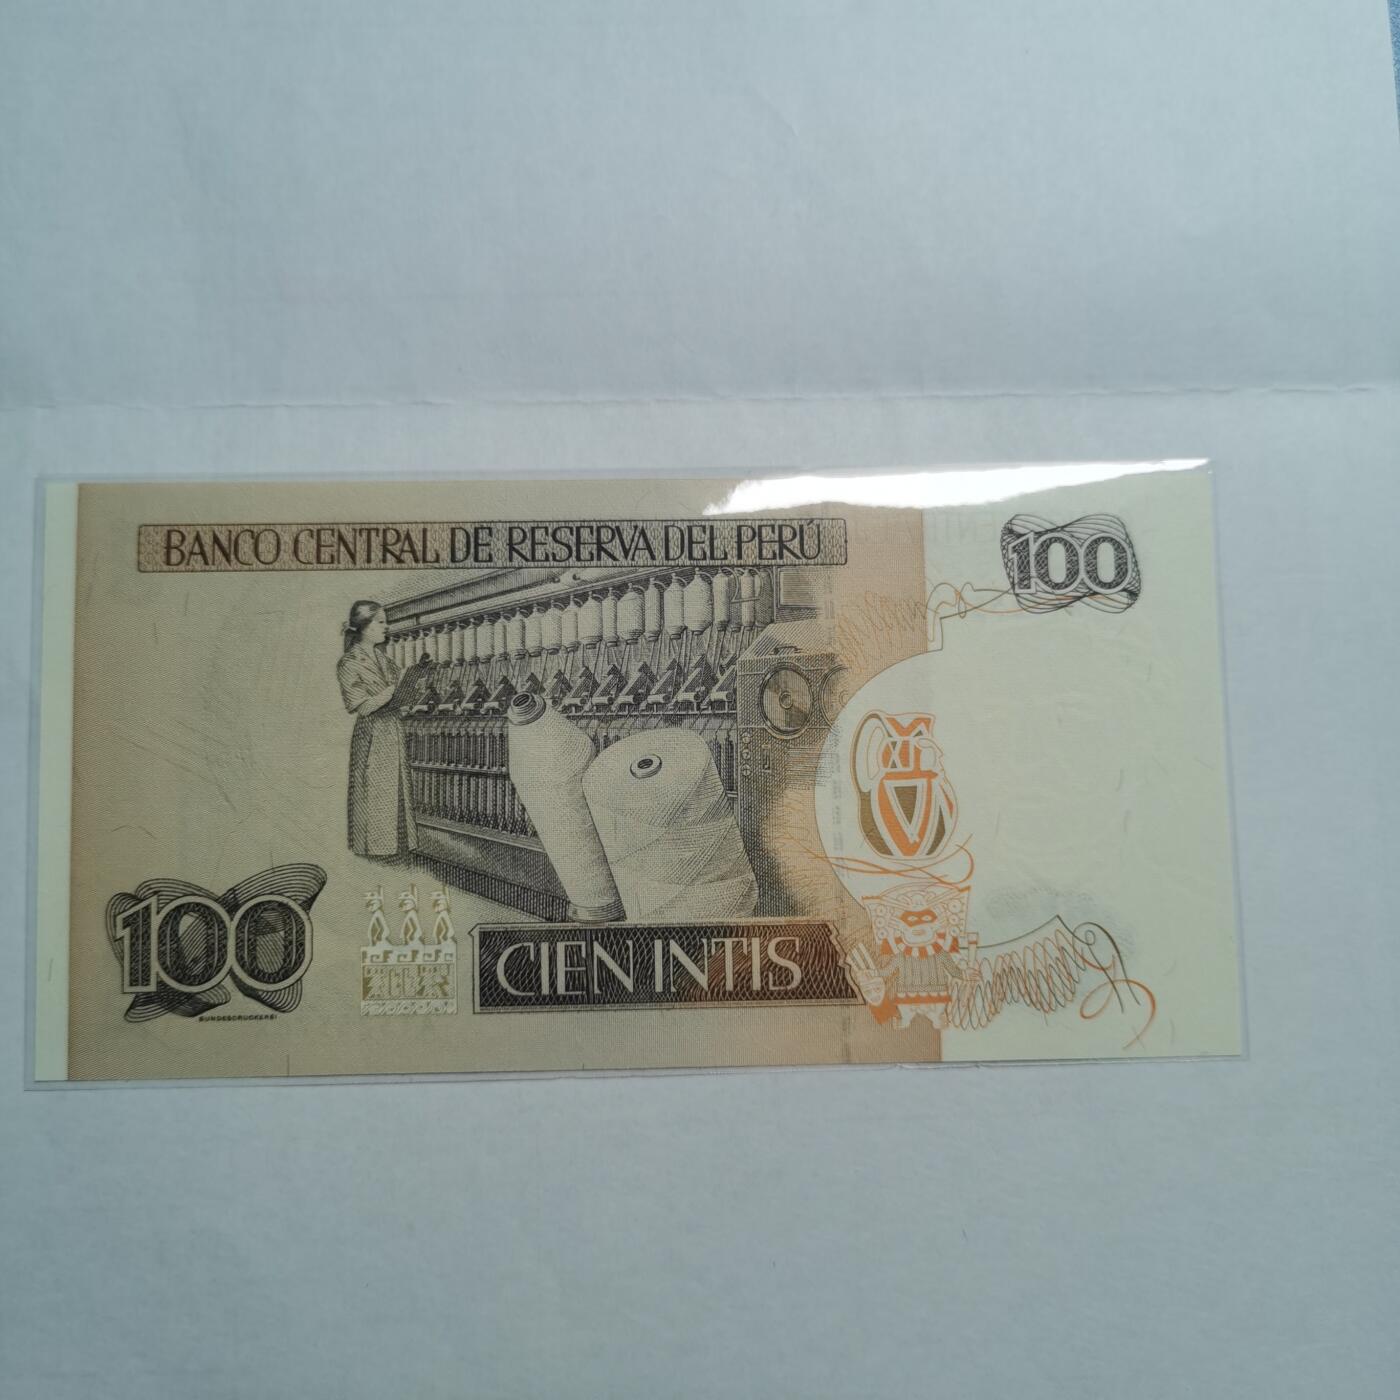 BANCO CENTRAL DE RESERVA DEL PERÚ
100
100
CIEN INTIS
BUNDESDRUCKEREI